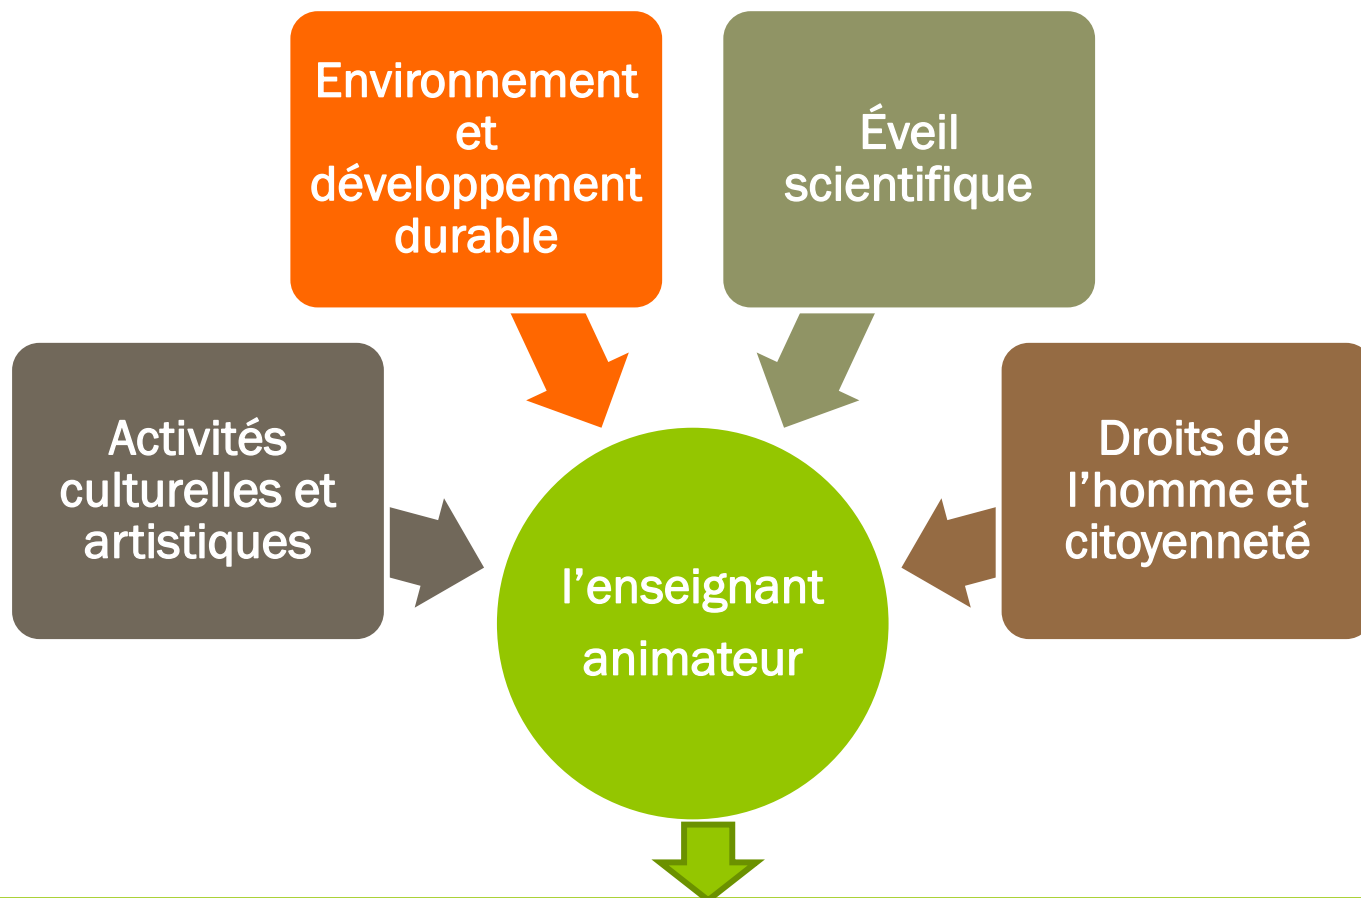 Environnement
et
développement
durable
Éveil
scientifique
Activités
culturelles et
artistiques
Droits de
l’homme et
citoyenneté
l’enseignant
animateur